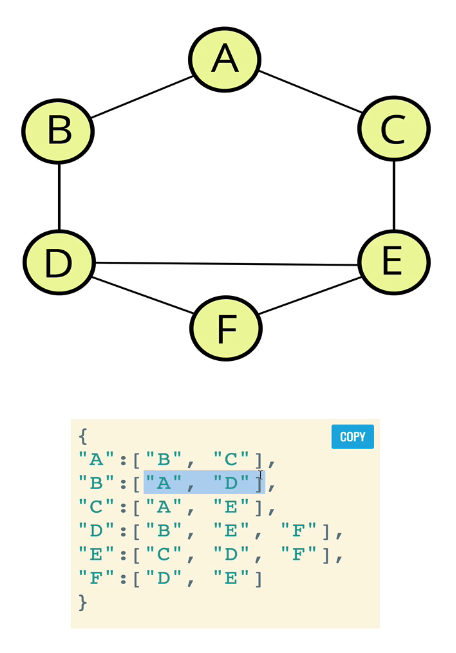 A
B
C
D
E
F
{
COPY
"A":["B", "C"],
"B":["A", "D"],
"C":["A", "E"],
"D":["B", "E", "F"],
"E":["C", "D", "F"],
"F":["D", "E"]
}